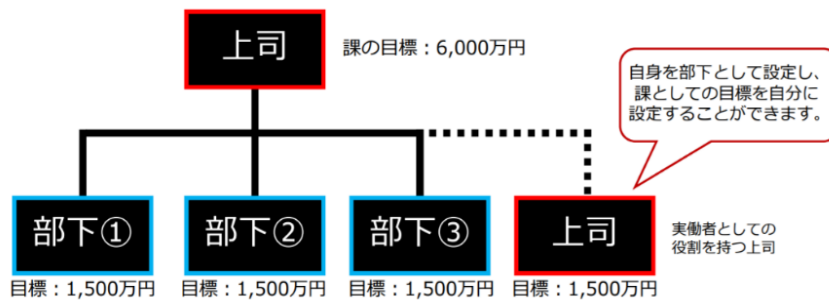 上司
課の目標：6,000万円
自身を部下として設定し、
課としての目標を自分に
設定することができます。
部下①
部下②
部下③
上司
実働者としての
役割を持つ上司
目標：1,500万円
目標：1,500万円
目標：1,500万円
目標：1,500万円